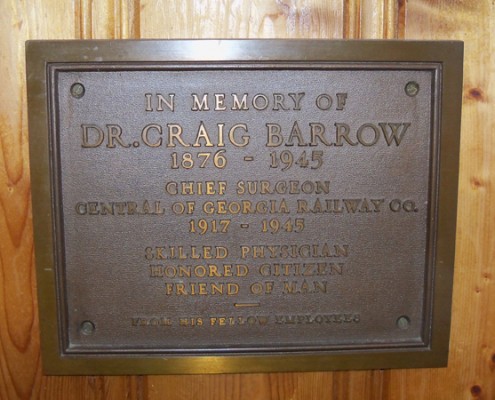 IN MEMORY OF
DR. CRAIG BARROW
1876 - 1945
CHIEF SURGEON
CENTRAL OF GEORGIA RAILWAY CO.
1917 - 1945
SKILLED PHYSICIAN
HONORED CITIZEN
FRIEND OF MAN
FROM HIS FELLOW EMPLOYEES